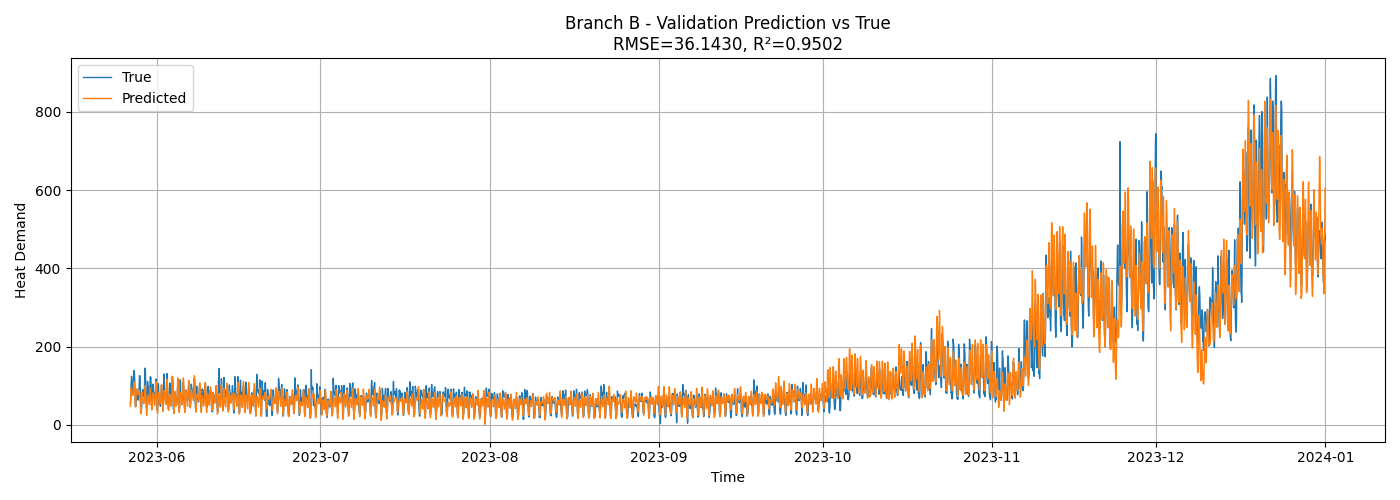 Branch B - Validation Prediction vs True
RMSE=36.1430, R²=0.9502
True
Predicted
Heat Demand
800
600
400
200
0
2023-06
2023-07
2023-08
2023-09
2023-10
2023-11
2023-12
2024-01
Time